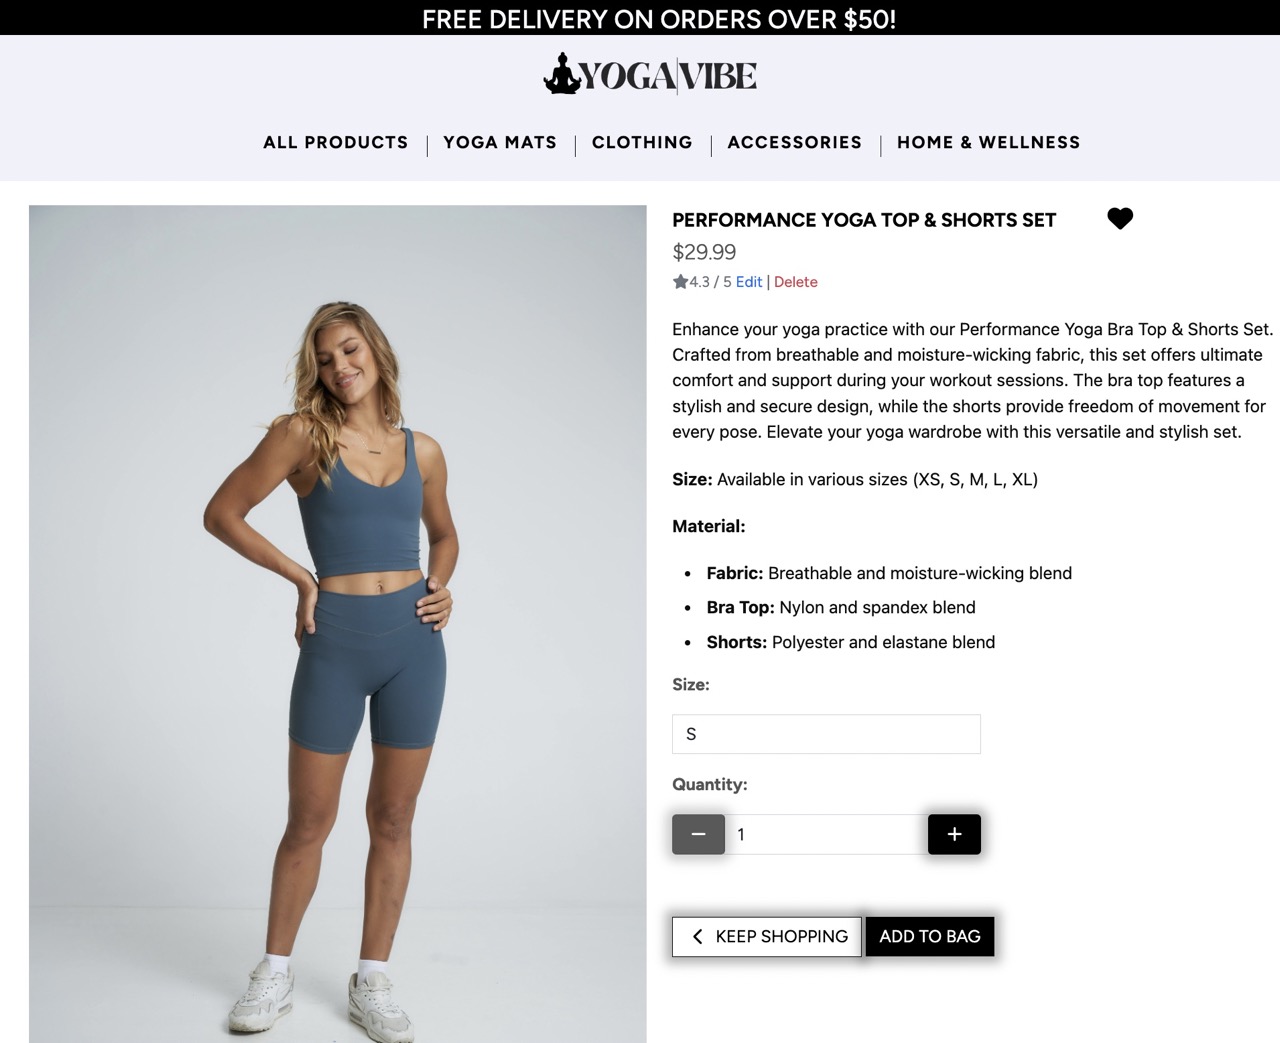 FREE DELIVERY ON ORDERS OVER $50!
YOGA|VIBE
ALL PRODUCTS | YOGA MATS | CLOTHING | ACCESSORIES | HOME & WELLNESS
PERFORMANCE YOGA TOP & SHORTS SET
$29.99
4.3 / 5 Edit | Delete
Enhance your yoga practice with our Performance Yoga Bra Top & Shorts Set.
Crafted from breathable and moisture-wicking fabric, this set offers ultimate
comfort and support during your workout sessions. The bra top features a
stylish and secure design, while the shorts provide freedom of movement for
every pose. Elevate your yoga wardrobe with this versatile and stylish set.
Size: Available in various sizes (XS, S, M, L, XL)
Material:
• Fabric: Breathable and moisture-wicking blend
• Bra Top: Nylon and spandex blend
• Shorts: Polyester and elastane blend
Size:
S
Quantity:
− 1 +
KEEP SHOPPING ADD TO BAG